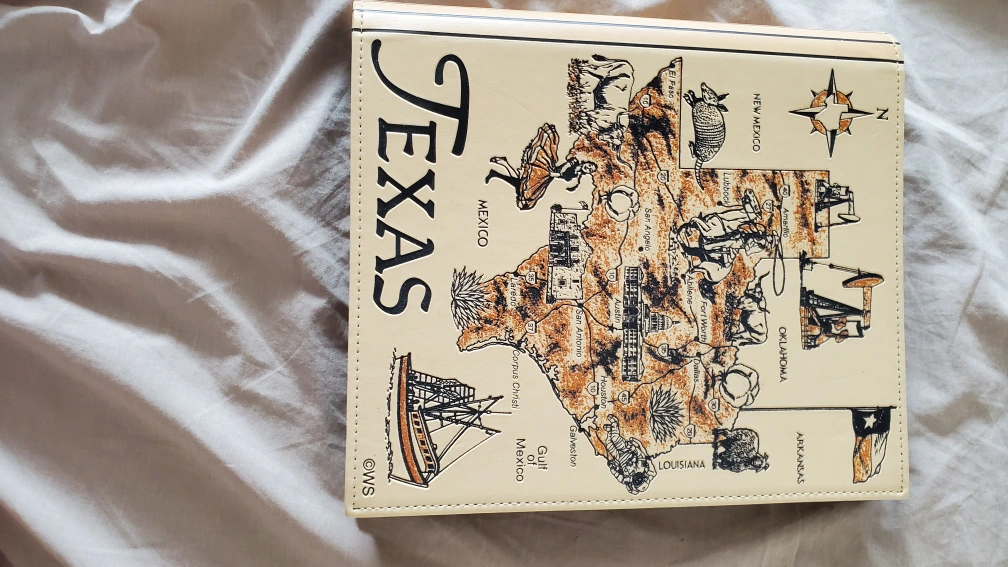 N
NEW MEXICO
OKLAHOMA
ARKANSAS
Amarillo
Lubbock
Fort Worth
Dallas
Abilene
El Paso
San Angelo
LOUISIANA
Austin
Houston
San Antonio
Galveston
MEXICO
Laredo
Corpus Christi
Gulf
of
Mexico
TEXAS
©WS